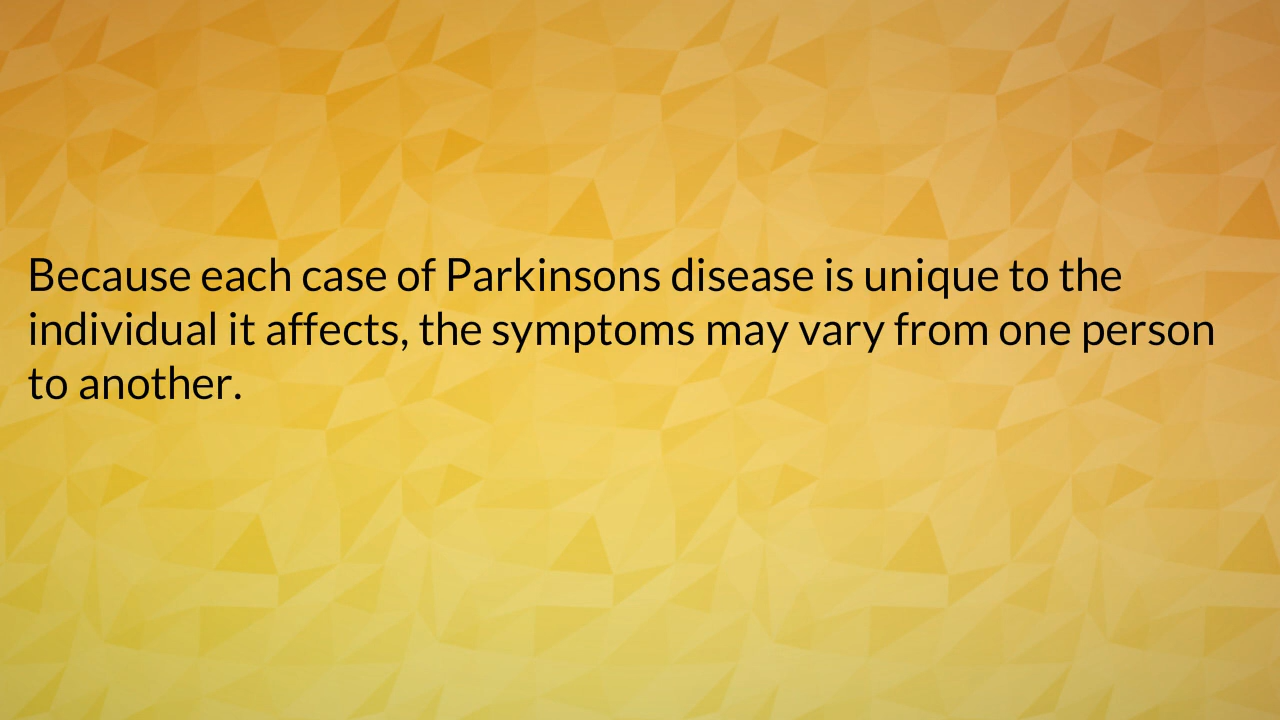 Because each case of Parkinsons disease is unique to the
individual it affects, the symptoms may vary from one person
to another.